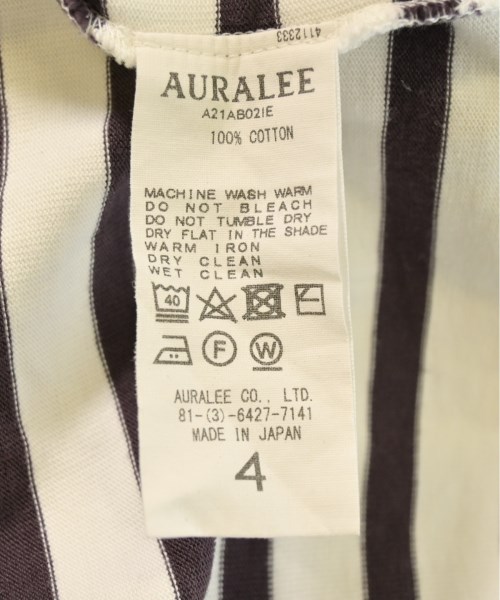 4112333
AURALEE
A21AB02IE
100% COTTON
MACHINE WASH WARM
DO NOT BLEACH
DO NOT TUMBLE DRY
DRY FLAT IN THE SHADE
WARM IRON
DRY CLEAN
WET CLEAN
40
F W
AURALEE CO., LTD.
81-(3)-6427-7141
MADE IN JAPAN
4